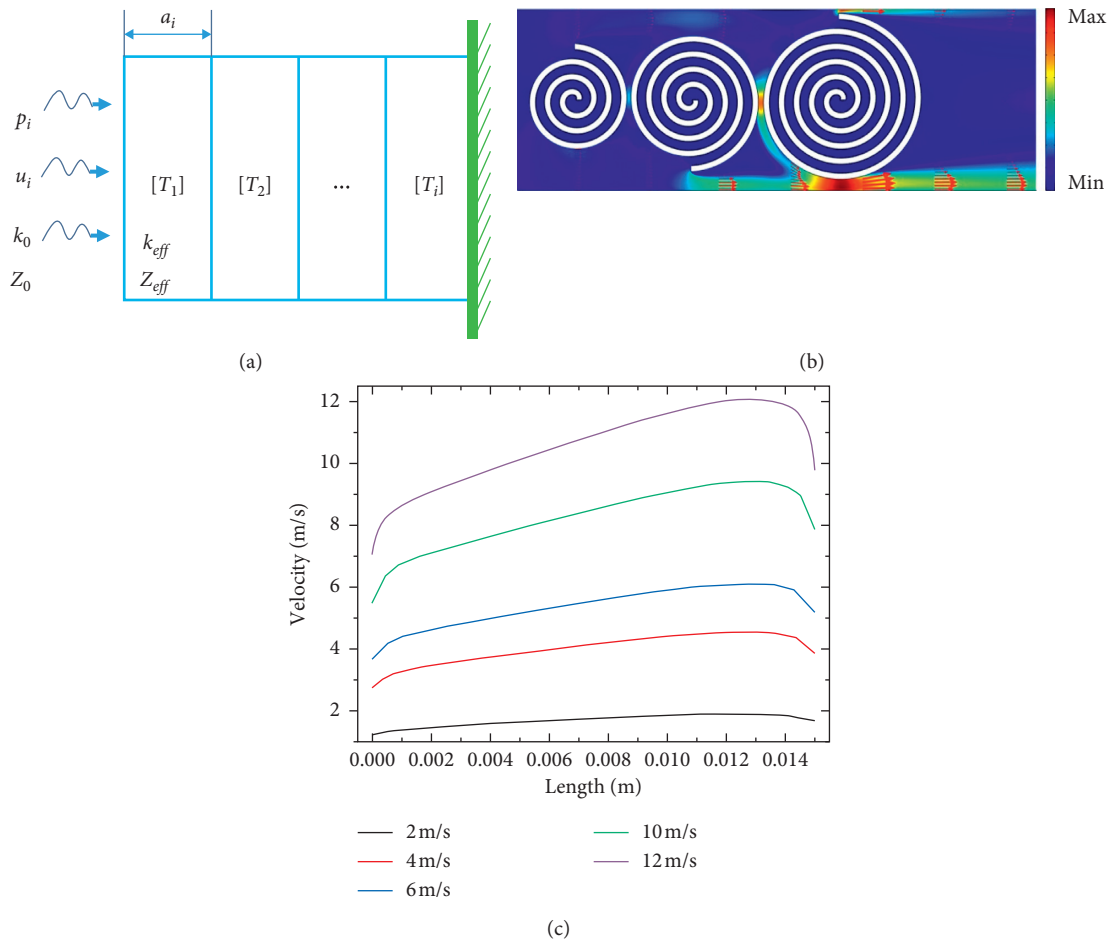 a_i
p_i
u_i
k_0
Z_0
[T_1]
[T_2]
...
[T_i]
k_eff
Z_eff
(a)
Max
Min
(b)
Velocity (m/s)
12
10
8
6
4
2
0.000 0.002 0.004 0.006 0.008 0.010 0.012 0.014
Length (m)
2 m/s
4 m/s
6 m/s
10 m/s
12 m/s
(c)